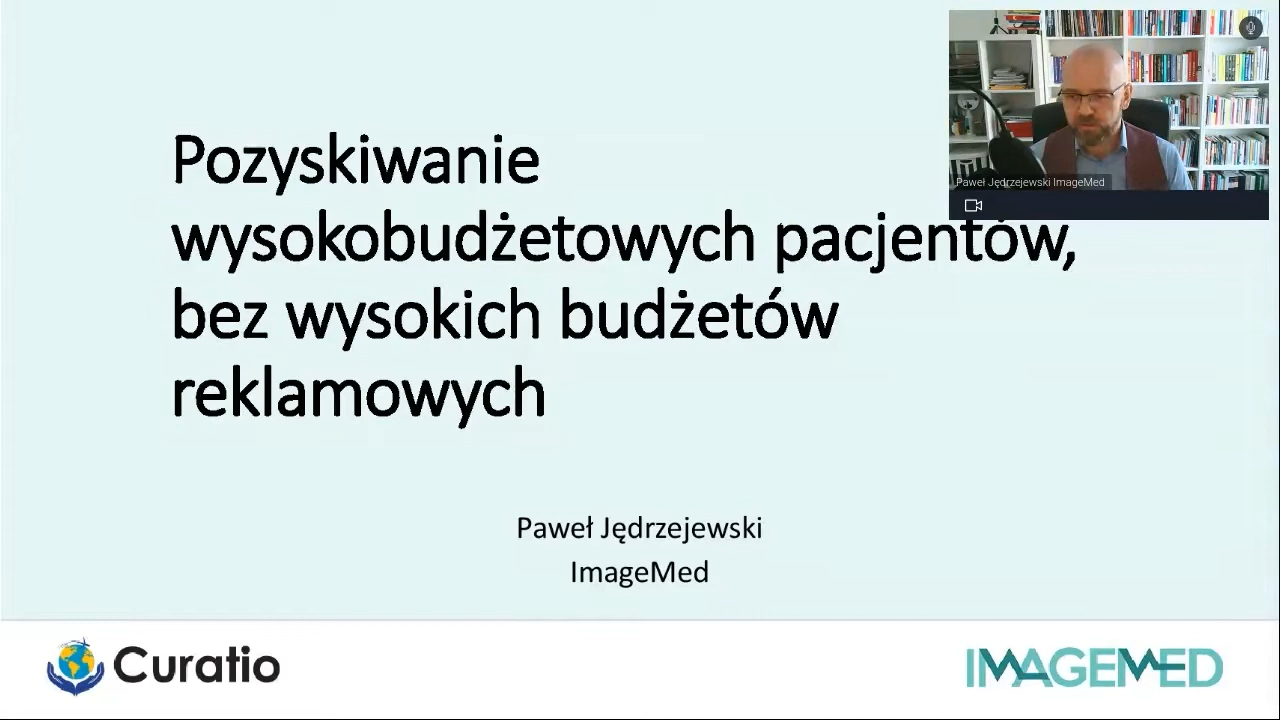 Pozyskiwanie
wysokobudżetowych pacjentów,
bez wysokich budżetów
reklamowych
Paweł Jędrzejewski ImageMed
Paweł Jędrzejewski
ImageMed
Curatio
IMAGEMED